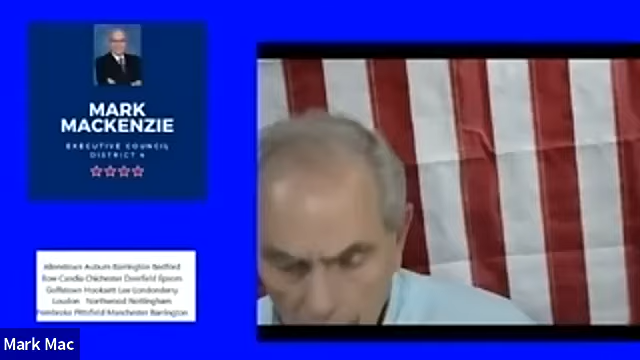 MARK
MACKENZIE
EXECUTIVE COUNCIL
DISTRICT 4
Allenstown Auburn Barrington Bedford
Bow Candia Chichester Deerfield Epsom
Goffstown Hooksett Lee Londonderry
Loudon Northwood Nottingham
Pembroke Pittsfield Manchester Barrington
Mark Mac